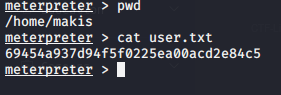 meterpreter > pwd
/home/makis
meterpreter > cat user.txt
69454a937d94f5f0225ea00acd2e84c5
meterpreter >